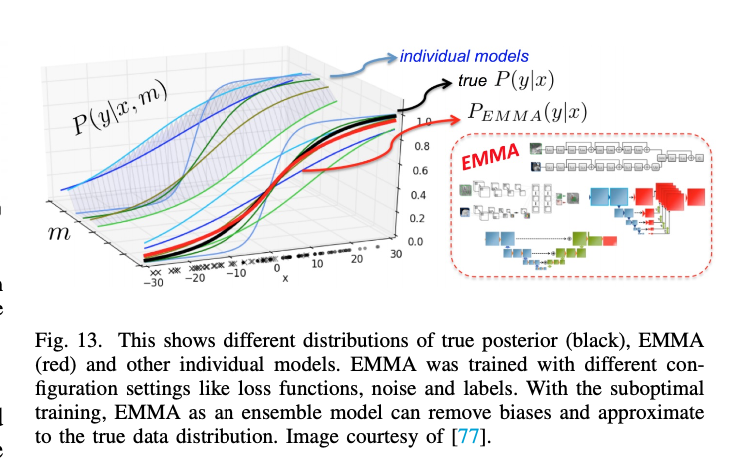 individual models
true P(y|x)
P_{EMMA}(y|x)
P(y|x, m)
EMMA
1.0
0.8
0.6
0.4
0.2
0.0
m
-30
-20
-10
0
10
20
30
x
Fig. 13. This shows different distributions of true posterior (black), EMMA
(red) and other individual models. EMMA was trained with different con-
figuration settings like loss functions, noise and labels. With the suboptimal
training, EMMA as an ensemble model can remove biases and approximate
to the true data distribution. Image courtesy of [77].